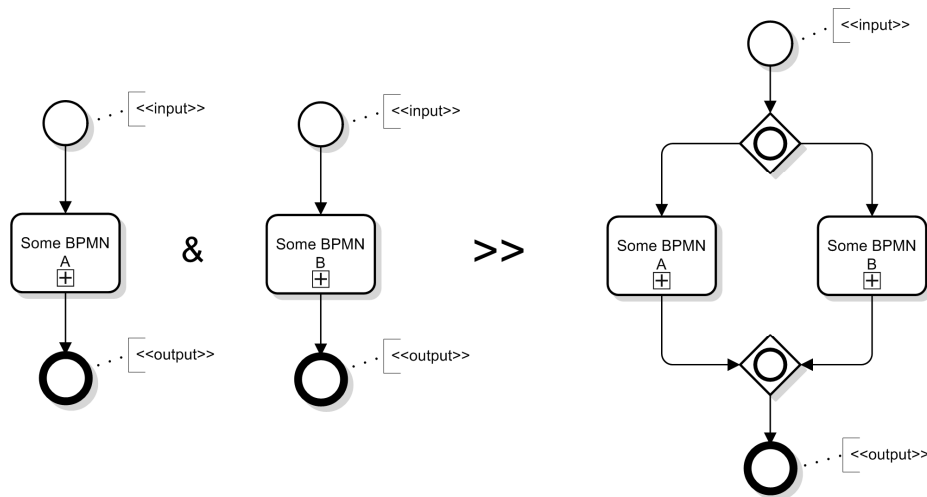 <<input>>
Some BPMN
A
<<output>>
&
<<input>>
Some BPMN
B
<<output>>
>>
<<input>>
Some BPMN
A
Some BPMN
B
<<output>>